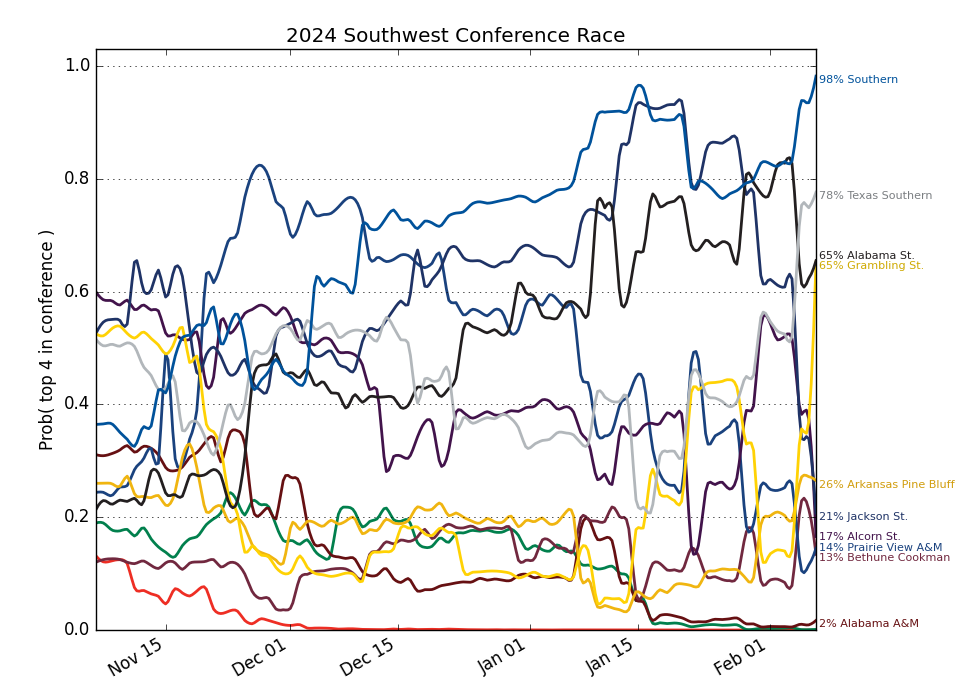 2024 Southwest Conference Race
Prob( top 4 in conference )
1.0
0.8
0.6
0.4
0.2
0.0
Nov 15
Dec 01
Dec 15
Jan 01
Jan 15
Feb 01
98% Southern
78% Texas Southern
65% Alabama St.
65% Grambling St.
26% Arkansas Pine Bluff
21% Jackson St.
17% Alcorn St.
14% Prairie View A&M
13% Bethune Cookman
2% Alabama A&M